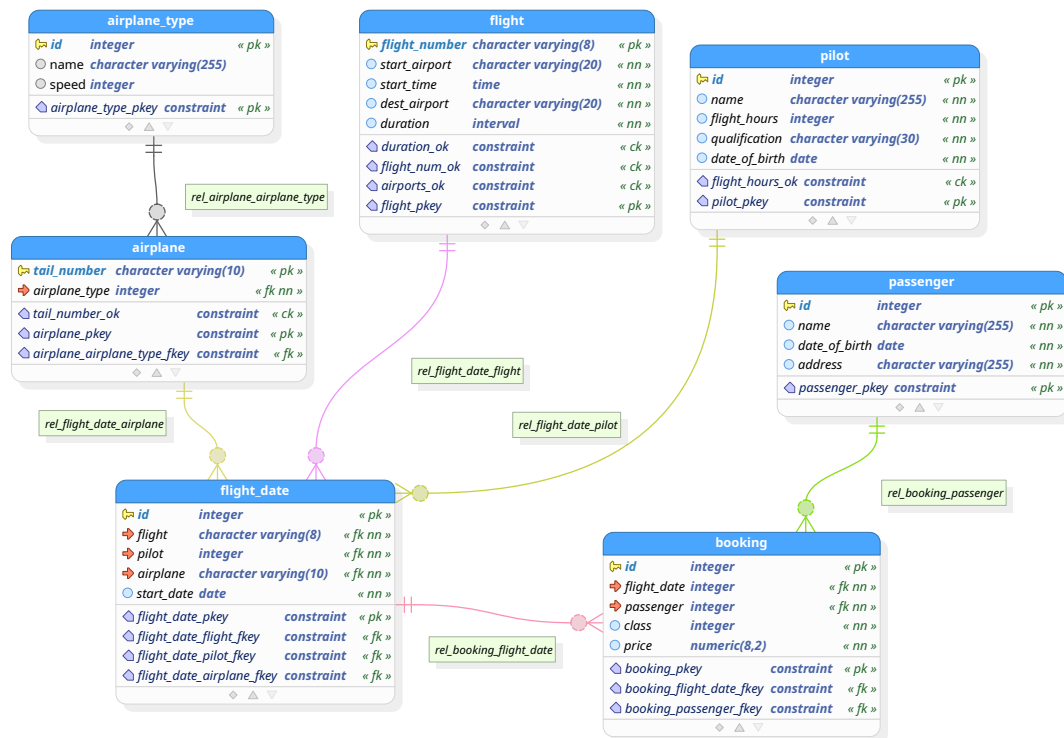 airplane_type
id integer « pk »
name character varying(255)
speed integer
airplane_type_pkey constraint « pk »
flight
flight_number character varying(8) « pk »
start_airport character varying(20) « nn »
start_time time « nn »
dest_airport character varying(20) « nn »
duration interval « nn »
duration_ok constraint « ck »
flight_num_ok constraint « ck »
airports_ok constraint « ck »
flight_pkey constraint « pk »
pilot
id integer « pk »
name character varying(255) « nn »
flight_hours integer « nn »
qualification character varying(30) « nn »
date_of_birth date « nn »
flight_hours_ok constraint « ck »
pilot_pkey constraint « pk »
rel_airplane_airplane_type
airplane
tail_number character varying(10) « pk »
airplane_type integer « fk nn »
tail_number_ok constraint « ck »
airplane_pkey constraint « pk »
airplane_airplane_type_fkey constraint « fk »
passenger
id integer « pk »
name character varying(255) « nn »
date_of_birth date « nn »
address character varying(255) « nn »
passenger_pkey constraint « pk »
rel_flight_date_flight
rel_flight_date_airplane
rel_flight_date_pilot
rel_booking_passenger
flight_date
id integer « pk »
flight character varying(8) « fk nn »
pilot integer « fk nn »
airplane character varying(10) « fk nn »
start_date date « nn »
flight_date_pkey constraint « pk »
flight_date_flight_fkey constraint « fk »
flight_date_pilot_fkey constraint « fk »
flight_date_airplane_fkey constraint « fk »
rel_booking_flight_date
booking
id integer « pk »
flight_date integer « fk nn »
passenger integer « fk nn »
class integer « nn »
price numeric(8,2) « nn »
booking_pkey constraint « pk »
booking_flight_date_fkey constraint « fk »
booking_passenger_fkey constraint « fk »